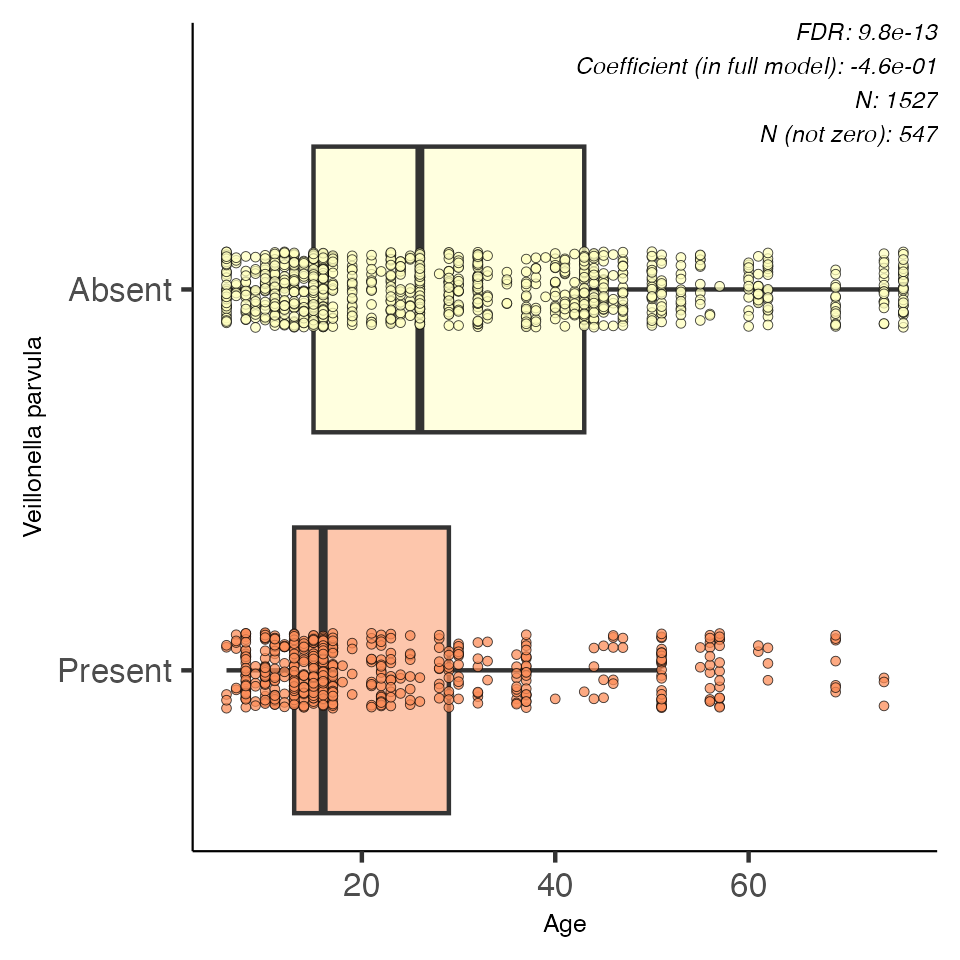 FDR: 9.8e-13
Coefficient (in full model): -4.6e-01
N: 1527
N (not zero): 547
Absent
Veillonella parvula
Present
20 40 60
Age